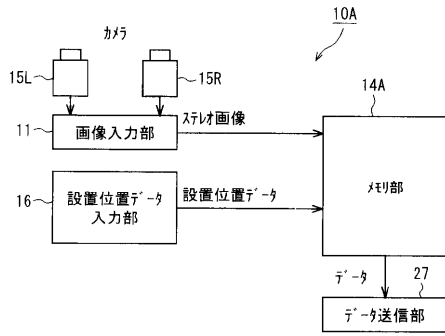 カメラ
10A
15L
15R
14A
11
画像入力部
ステレオ画像
メモリ部
16
設置位置データ
入力部
設置位置データ
データ
27
データ送信部